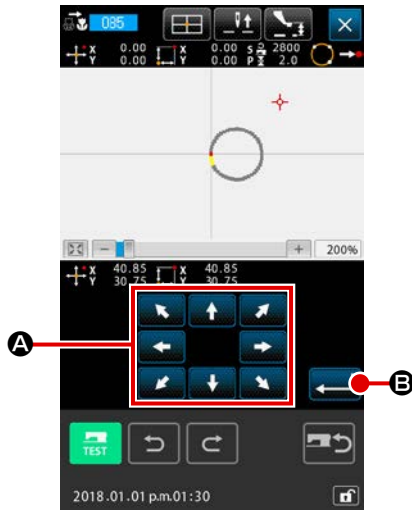 085
X 0.00 X 0.00 S 2800
Y 0.00 Y 0.00 P 2.0
200%
X 40.85 X 40.85
Y 30.75 Y 30.75
A
B
TEST
2018.01.01 p.m.01:30